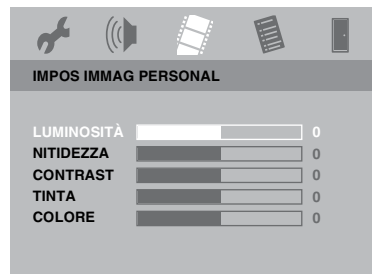 IMPOS IMMAG PERSONAL
LUMINOSITÀ 0
NITIDEZZA 0
CONTRAST 0
TINTA 0
COLORE 0